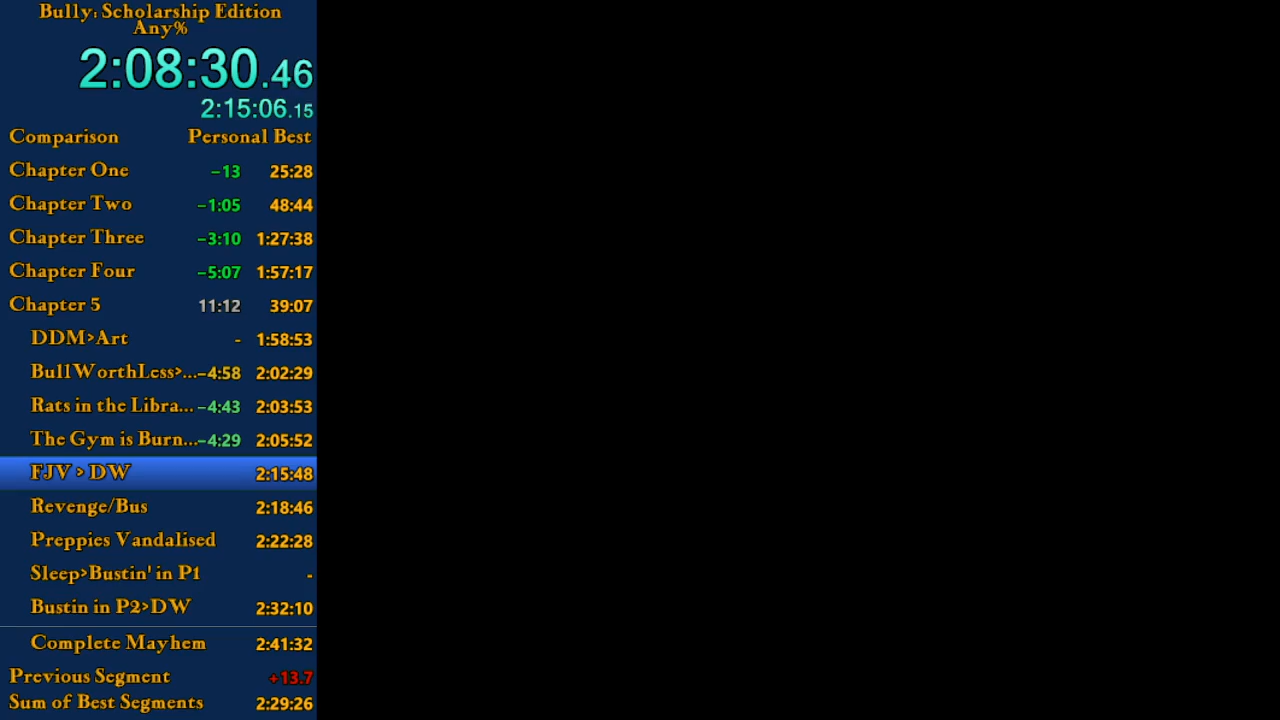 Bully: Scholarship Edition
Any%
2:08:30.46
2:15:06.15
Comparison Personal Best
Chapter One −13 25:28
Chapter Two −1:05 48:44
Chapter Three −3:10 1:27:38
Chapter Four −5:07 1:57:17
Chapter 5 11:12 39:07
DDM>Art - 1:58:53
BullWorthLess>...−4:58 2:02:29
Rats in the Libra... −4:43 2:03:53
The Gym is Burn...−4:29 2:05:52
FJV > DW 2:15:48
Revenge/Bus 2:18:46
Preppies Vandalised 2:22:28
Sleep>Bustin' in P1 -
Bustin in P2>DW 2:32:10
Complete Mayhem 2:41:32
Previous Segment +13.7
Sum of Best Segments 2:29:26